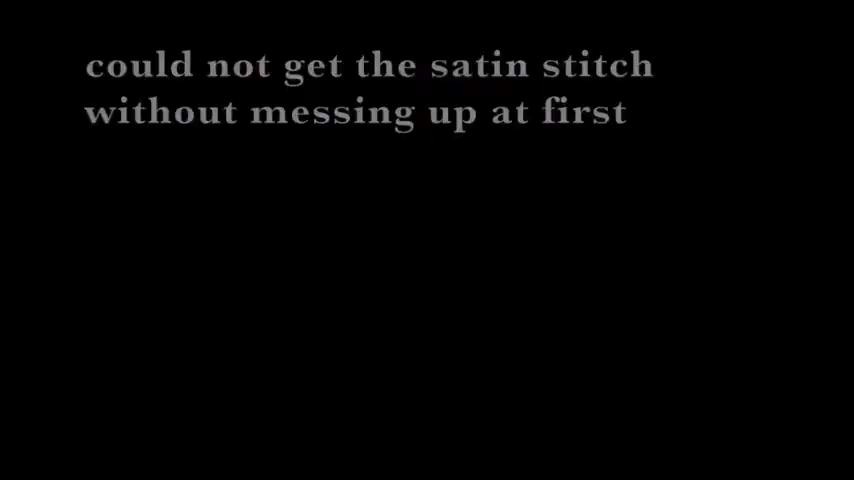 could not get the satin stitch
without messing up at first